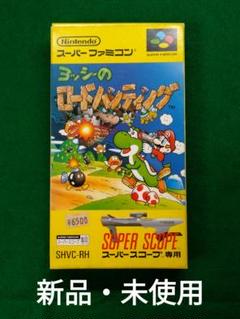 Nintendo
スーパーファミコン
ヨッシーの
ロードハンティング
TM
¥6500
SUPER SCOPE
SHVC-RH
スーパースコープ専用
新品・未使用